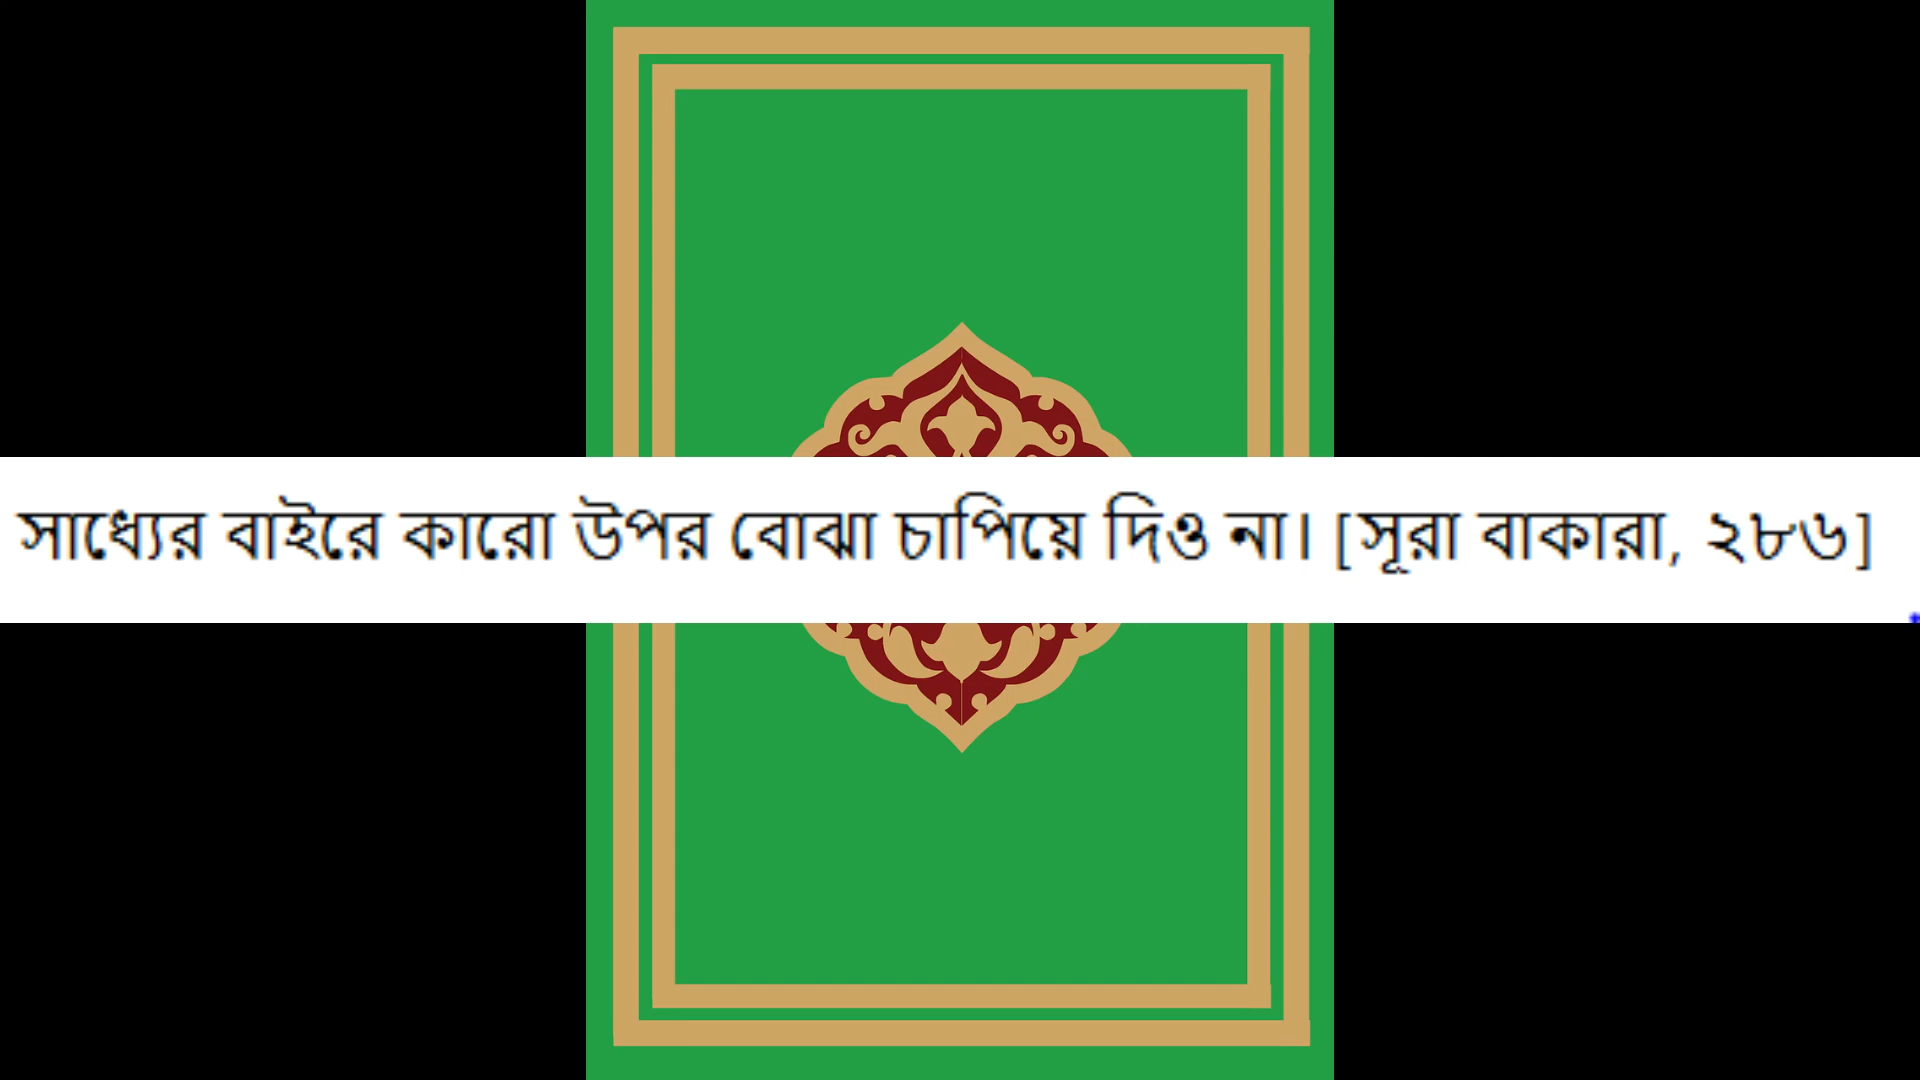 সাধ্যের বাইরে কারো উপর বোঝা চাপিয়ে দিও না। [সূরা বাকারা, ২৮৬]